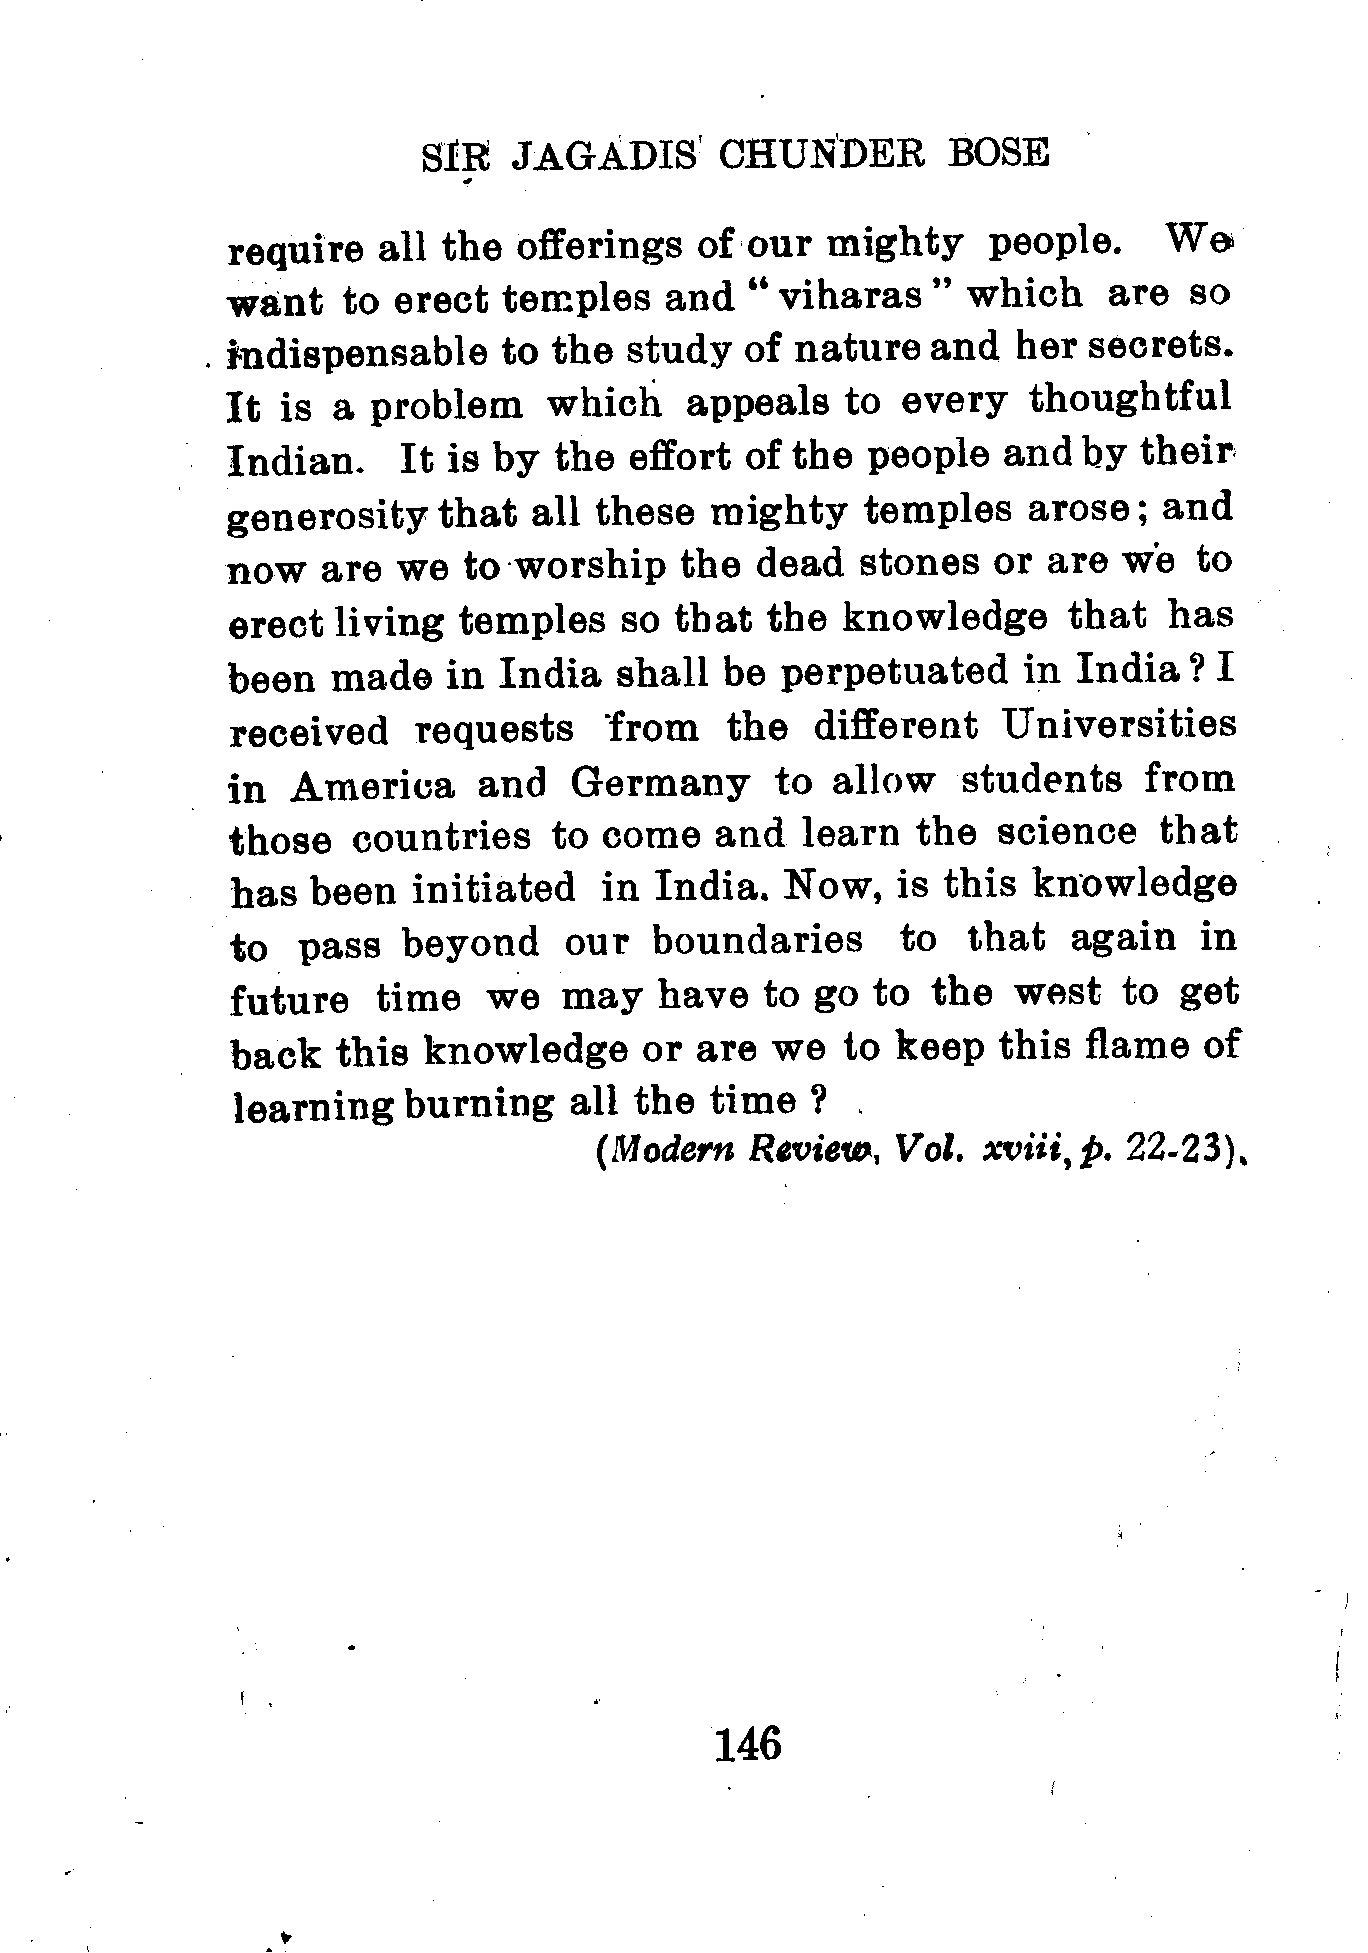 SIR JAGADIS CHUNDER BOSE
require all the offerings of our mighty people. We
want to erect temples and “ viharas ” which are so
indispensable to the study of nature and her secrets.
It is a problem which appeals to every thoughtful
Indian. It is by the effort of the people and by their
generosity that all these mighty temples arose; and
now are we to worship the dead stones or are we to
erect living temples so that the knowledge that has
been made in India shall be perpetuated in India? I
received requests from the different Universities
in America and Germany to allow students from
those countries to come and learn the science that
has been initiated in India. Now, is this knowledge
to pass beyond our boundaries to that again in
future time we may have to go to the west to get
back this knowledge or are we to keep this flame of
learning burning all the time ?
(Modern Review, Vol. xviii, p. 22-23).
146